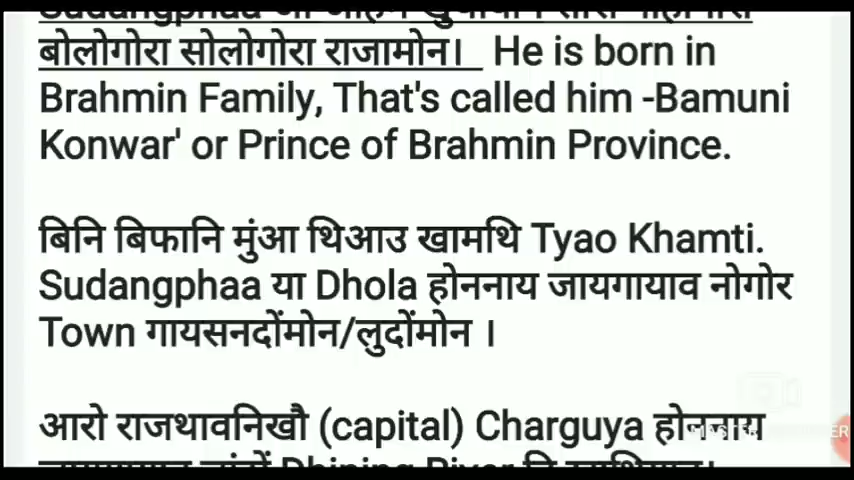 बोलोगोरा सोलोगोरा राजामोन। He is born in
Brahmin Family, That's called him -Bamuni
Konwar' or Prince of Brahmin Province.
बिनि बिफानि मुंआ थिआउ खामथि Tyao Khamti.
Sudangphaa या Dhola होननाय जायगायाव नोगोर
Town गायसनदोंमोन/लुदोंमोन ।
आरो राजथावनिखौ (capital) Charguya होननाय